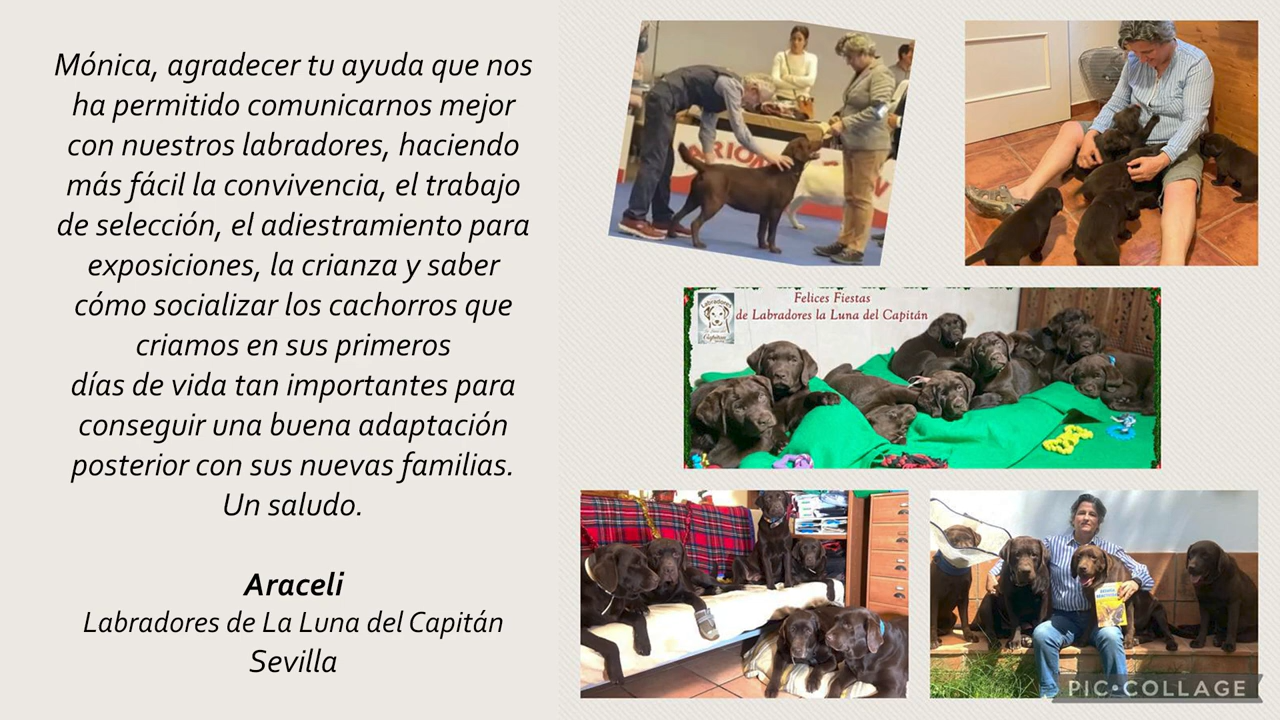 Mónica, agradecer tu ayuda que nos
ha permitido comunicarnos mejor
con nuestros labradores, haciendo
más fácil la convivencia, el trabajo
de selección, el adiestramiento para
exposiciones, la crianza y saber
cómo socializar los cachorros que
criamos en sus primeros
días de vida tan importantes para
conseguir una buena adaptación
posterior con sus nuevas familias.
Un saludo.
Araceli
Labradores de La Luna del Capitán
Sevilla
ARION
Labradores
Capitán
Felices Fiestas
de Labradores la Luna del Capitán
PIC•COLLAGE